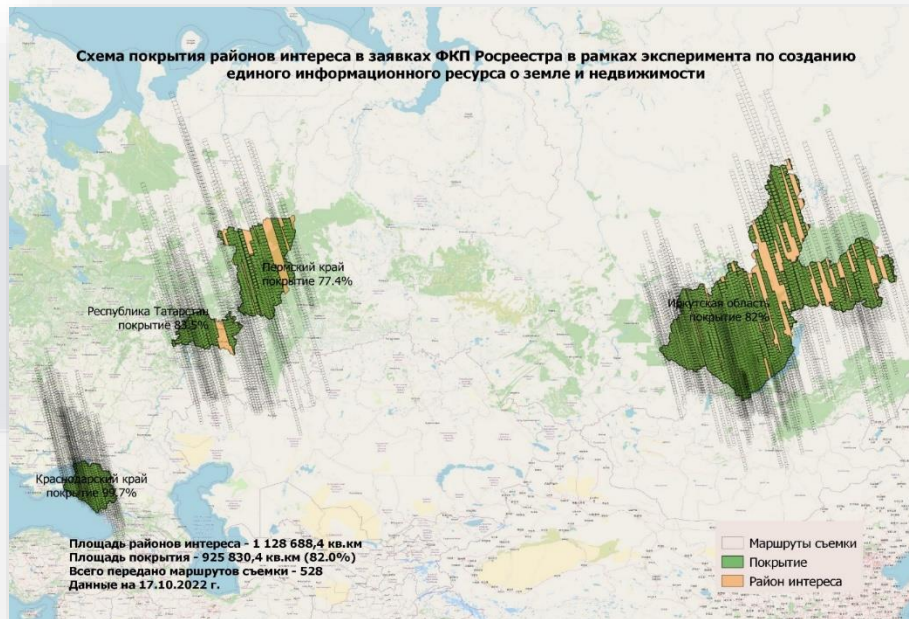 Схема покрытия районов интереса в заявках ФКП Росреестра в рамках эксперимента по созданию
единого информационного ресурса о земле и недвижимости
Пермский край
покрытие 77.4%
Республика Татарстан
покрытие 83.5%
Иркутская область
покрытие 82%
Краснодарский край
покрытие 99.7%
Площадь районов интереса - 1 128 688,4 кв.км
Площадь покрытия - 925 830,4 кв.км (82.0%)
Всего передано маршрутов съемки - 528
Данные на 17.10.2022 г.
Маршруты съемки
Покрытие
Район интереса